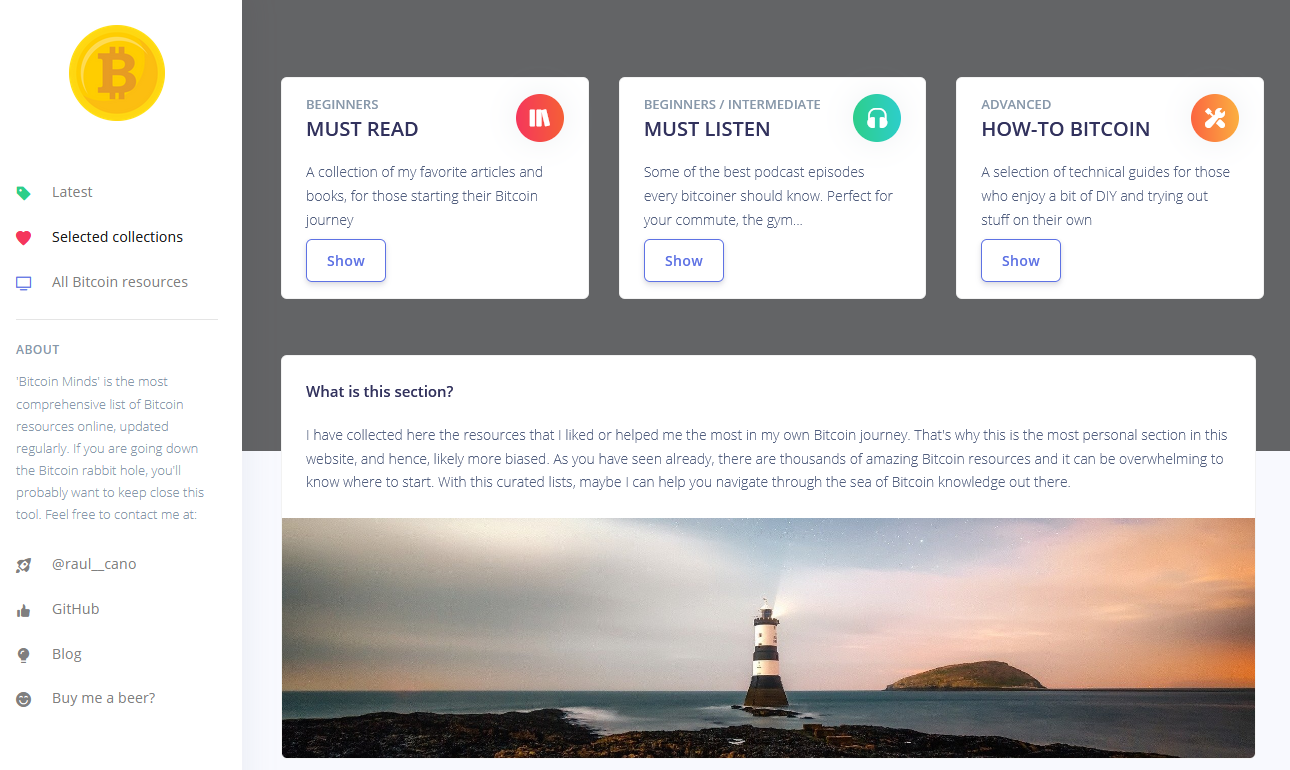 Latest
Selected collections
All Bitcoin resources
ABOUT
'Bitcoin Minds' is the most
comprehensive list of Bitcoin
resources online, updated
regularly. If you are going down
the Bitcoin rabbit hole, you'll
probably want to keep close this
tool. Feel free to contact me at:
@raul__cano
GitHub
Blog
Buy me a beer?
BEGINNERS
MUST READ
A collection of my favorite articles and
books, for those starting their Bitcoin
journey
Show
BEGINNERS / INTERMEDIATE
MUST LISTEN
Some of the best podcast episodes
every bitcoiner should know. Perfect for
your commute, the gym...
Show
ADVANCED
HOW-TO BITCOIN
A selection of technical guides for those
who enjoy a bit of DIY and trying out
stuff on their own
Show
What is this section?
I have collected here the resources that I liked or helped me the most in my own Bitcoin journey. That's why this is the most personal section in this
website, and hence, likely more biased. As you have seen already, there are thousands of amazing Bitcoin resources and it can be overwhelming to
know where to start. With this curated lists, maybe I can help you navigate through the sea of Bitcoin knowledge out there.